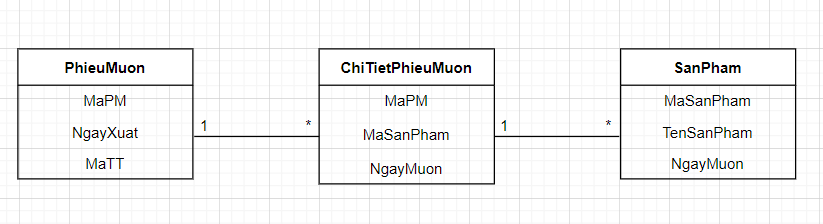 PhieuMuon
MaPM
NgayXuat
MaTT
1
*
ChiTietPhieuMuon
MaPM
MaSanPham
NgayMuon
1
*
SanPham
MaSanPham
TenSanPham
NgayMuon